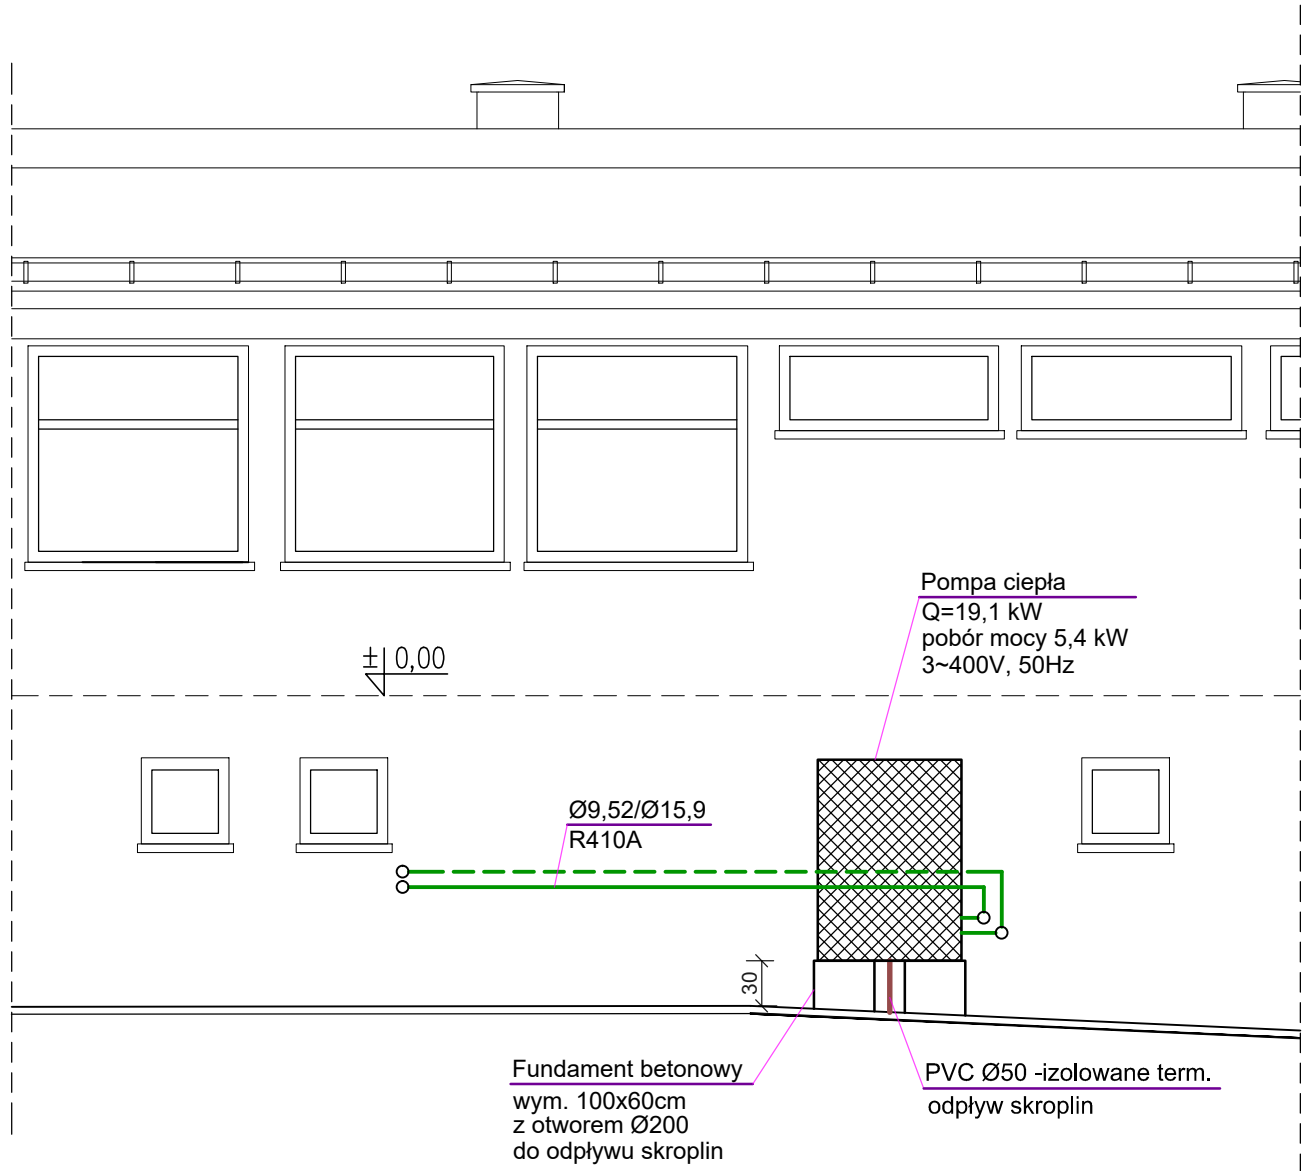 Pompa ciepła
Q=19,1 kW
pobór mocy 5,4 kW
3~400V, 50Hz
± 0,00
Ø9,52/Ø15,9
R410A
30
Fundament betonowy
wym. 100x60cm
z otworem Ø200
do odpływu skroplin
PVC Ø50 -izolowane term.
odpływ skroplin